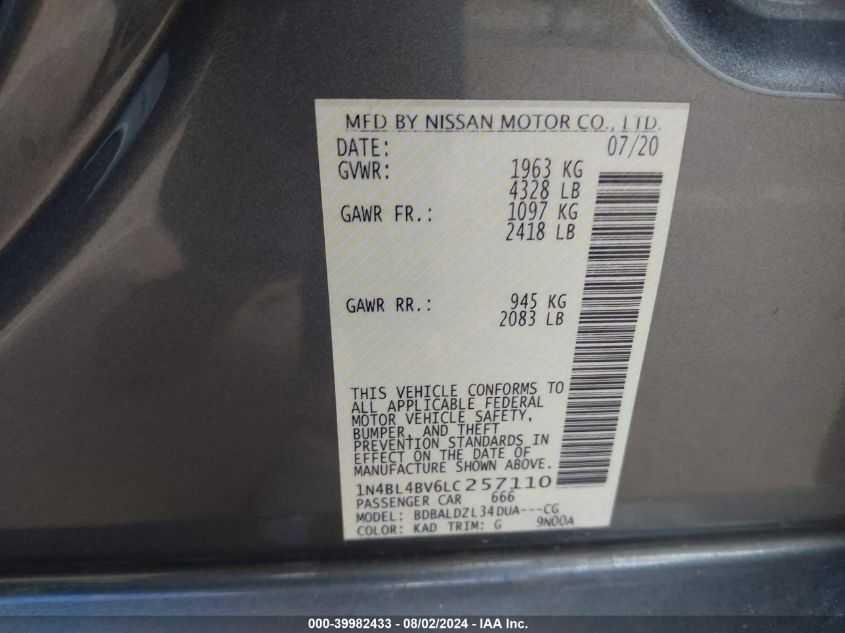 MFD BY NISSAN MOTOR CO., LTD.
DATE: 07/20
GVWR: 1963 KG
4328 LB
GAWR FR.: 1097 KG
2418 LB
GAWR RR.: 945 KG
2083 LB
THIS VEHICLE CONFORMS TO
ALL APPLICABLE FEDERAL
MOTOR VEHICLE SAFETY,
BUMPER, AND THEFT
PREVENTION STANDARDS IN
EFFECT ON THE DATE OF
MANUFACTURE SHOWN ABOVE.
1N4BL4BV6LC257110
PASSENGER CAR 666
MODEL: BDBALDZL34DUA---CG
COLOR: KAD TRIM: G 9N00A
000-39982433 - 08/02/2024 - IAA Inc.